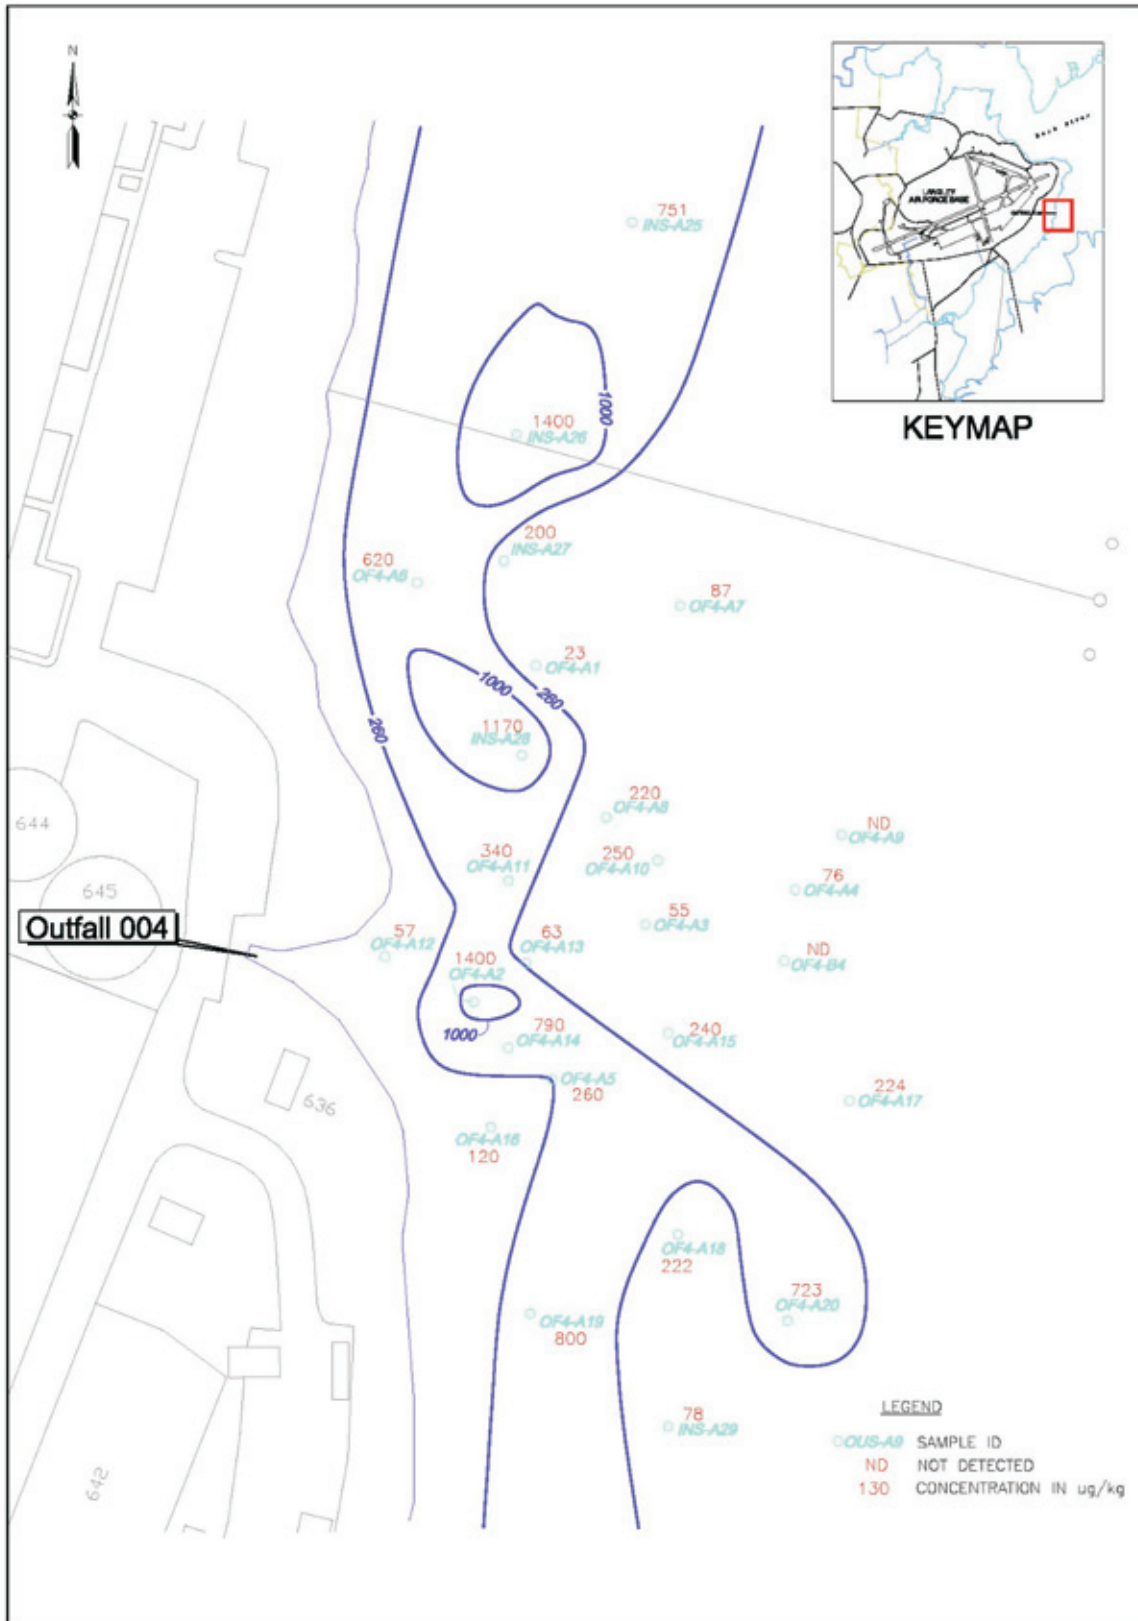 N
Back River
LANGLEY
AIR FORCE BASE
KEYMAP
751
INS-A25
1000
1400
INS-A26
200
INS-A27
620
OF4-A6
87
OF4-A7
23
OF4-A1
1000
260
260
1170
INS-A28
220
OF4-A8
ND
OF4-A9
340
OF4-A11
250
OF4-A10
76
OF4-A4
644
645
Outfall 004
55
OF4-A3
57
OF4-A12
63
OF4-A13
ND
OF4-B4
1400
OF4-A2
1000
790
OF4-A14
240
OF4-A15
OF4-A5
260
224
OF4-A17
636
OF4-A16
120
OF4-A18
222
723
OF4-A20
OF4-A19
800
78
INS-A29
642
LEGEND
OUS-A9 SAMPLE ID
ND NOT DETECTED
130 CONCENTRATION IN ug/kg